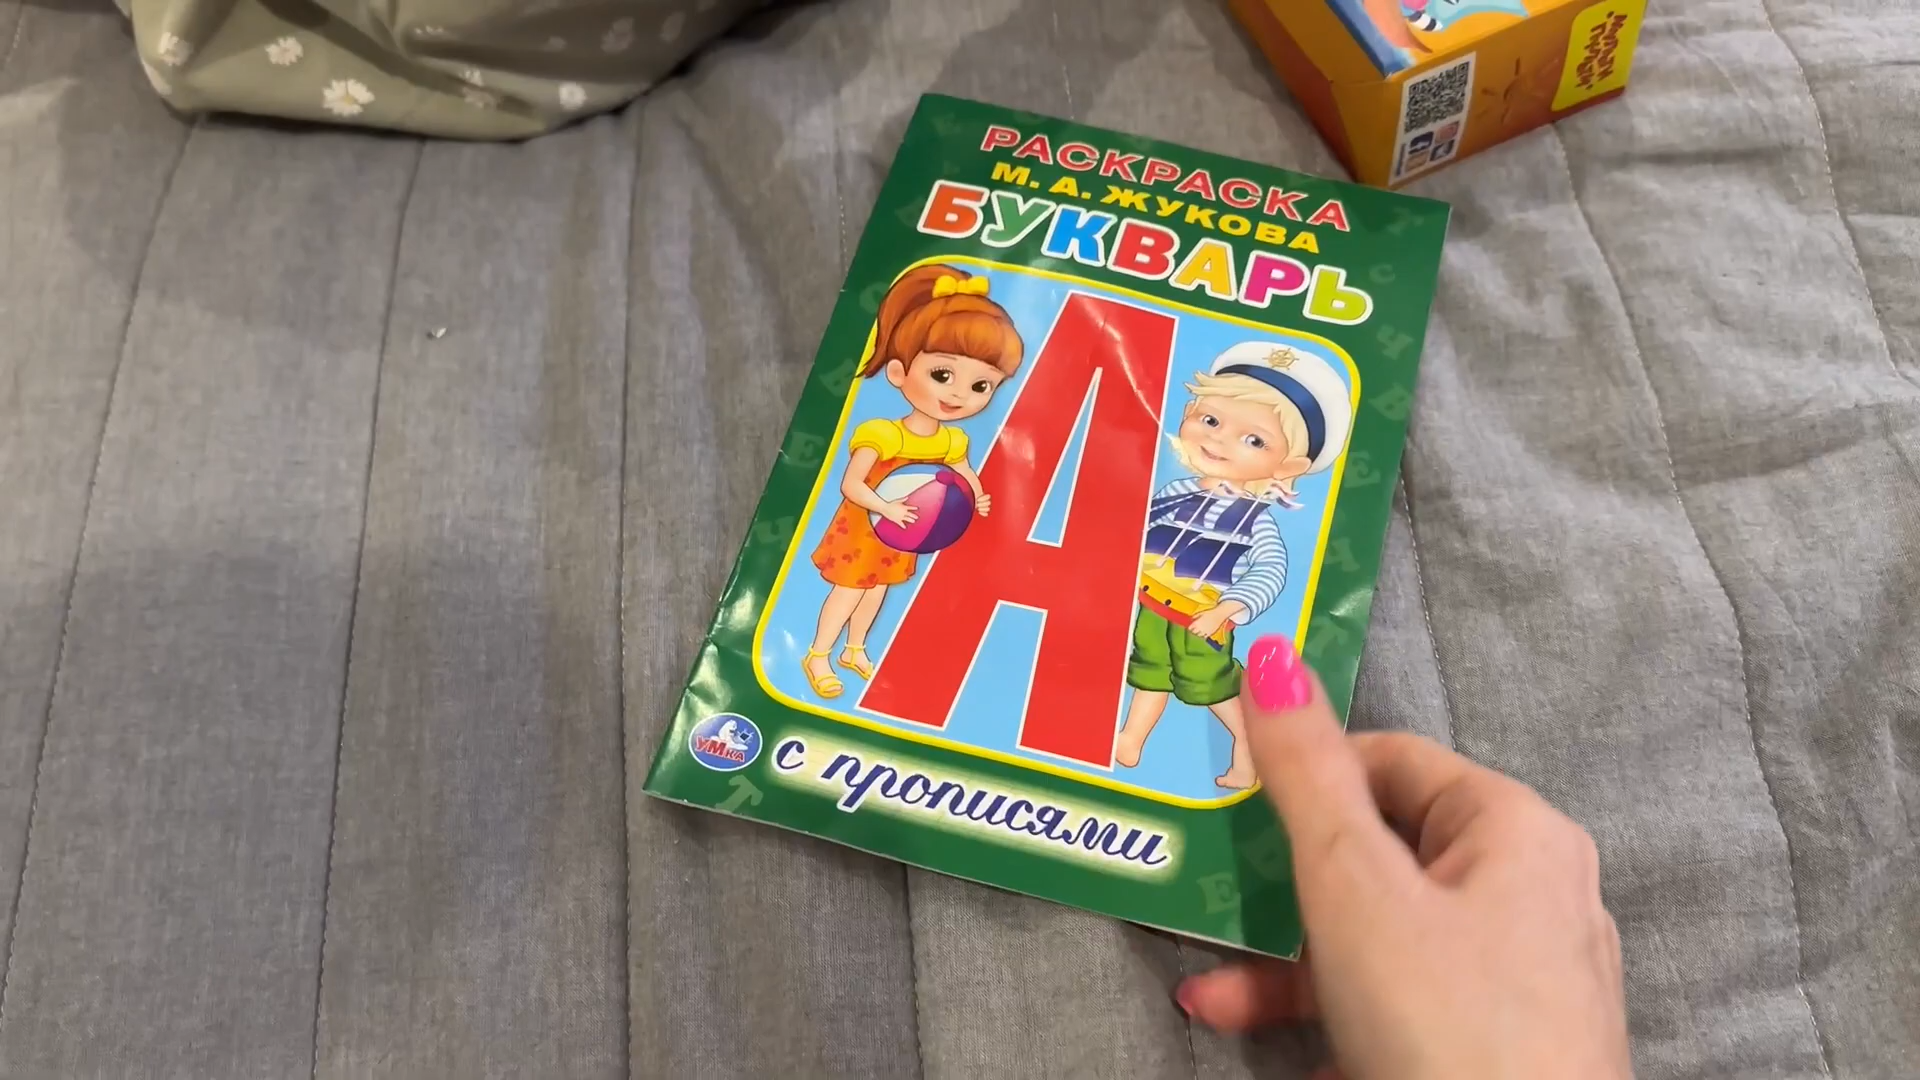 РАСКРАСКА
М. А. ЖУКОВА
БУКВАРЬ
А
УМКА
с прописями